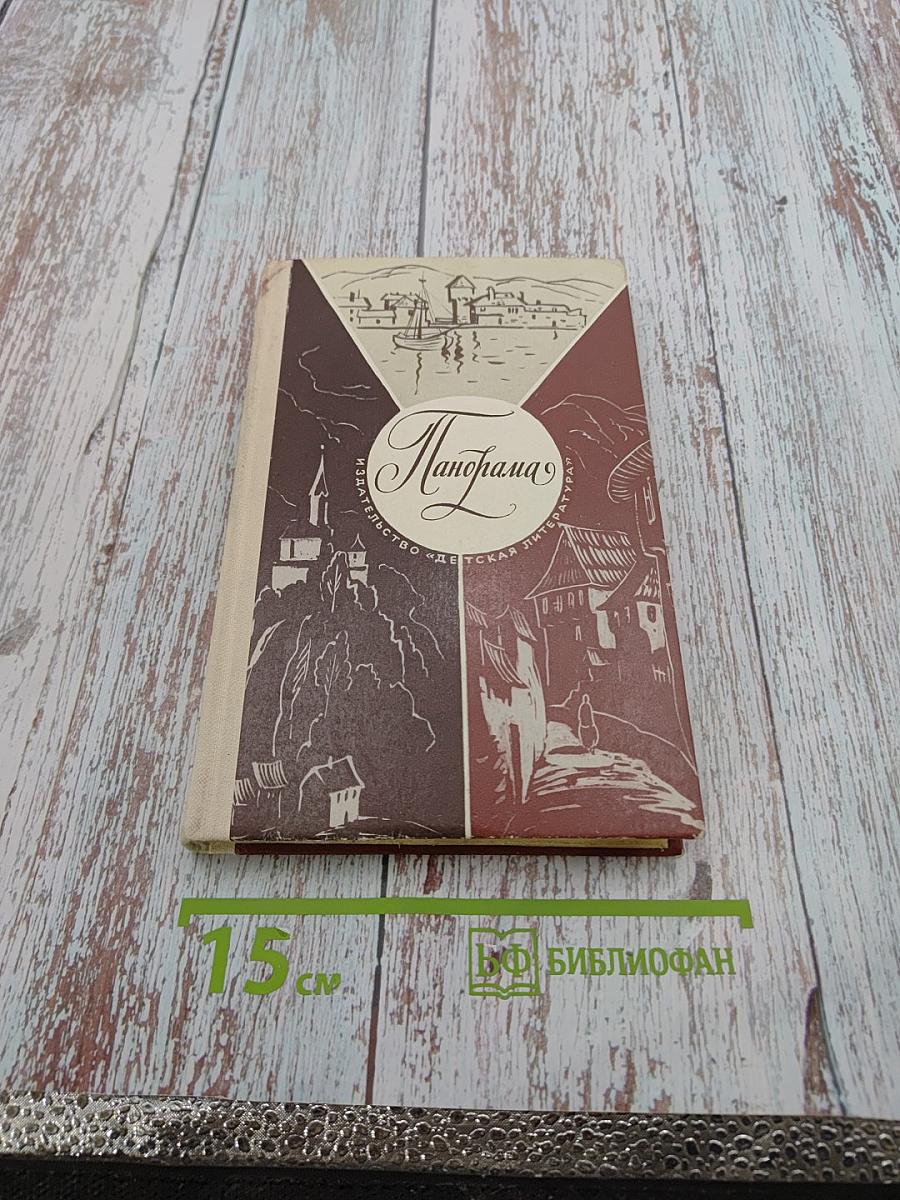 Панорама
ИЗДАТЕЛЬСТВО «ДЕТСКАЯ ЛИТЕРАТУРА»
15 см
БФ БИБЛИОФАН